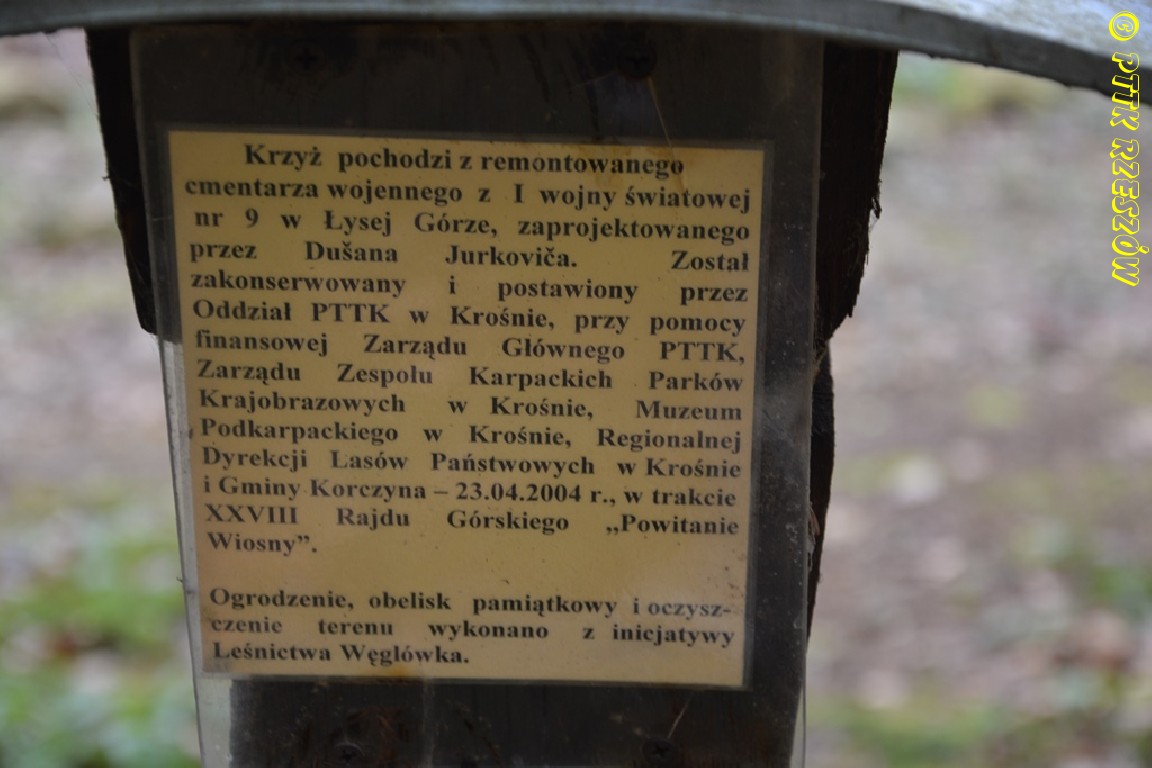 Krzyż pochodzi z remontowanego
cmentarza wojennego z I wojny światowej
nr 9 w Łysej Górze, zaprojektowanego
przez Dušana Jurkoviča. Został
zakonserwowany i postawiony przez
Oddział PTTK w Krośnie, przy pomocy
finansowej Zarządu Głównego PTTK,
Zarządu Zespołu Karpackich Parków
Krajobrazowych w Krośnie, Muzeum
Podkarpackiego w Krośnie, Regionalnej
Dyrekcji Lasów Państwowych w Krośnie
i Gminy Korczyna – 23.04.2004 r., w trakcie
XXVIII Rajdu Górskiego „Powitanie
Wiosny”.
Ogrodzenie, obelisk pamiątkowy i oczysz-
czenie terenu wykonano z inicjatywy
Leśnictwa Węglówka.
© PTTK RZESZÓW